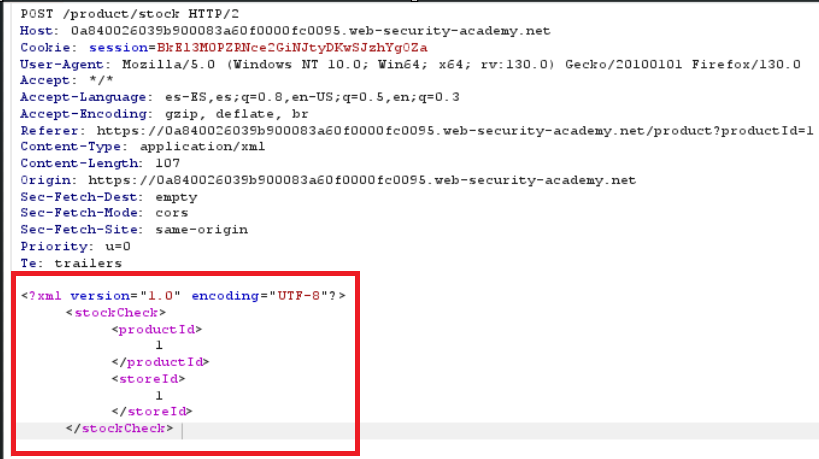 POST /product/stock HTTP/2
Host: 0a840026039b900083a60f0000fc0095.web-security-academy.net
Cookie: session=BkEl3M0PZRNce2GiNJtyDKwSJzhYgOZa
User-Agent: Mozilla/5.0 (Windows NT 10.0; Win64; x64; rv:130.0) Gecko/20100101 Firefox/130.0
Accept: */*
Accept-Language: es-ES,es;q=0.8,en-US;q=0.5,en;q=0.3
Accept-Encoding: gzip, deflate, br
Referer: https://0a840026039b900083a60f0000fc0095.web-security-academy.net/product?productId=1
Content-Type: application/xml
Content-Length: 107
Origin: https://0a840026039b900083a60f0000fc0095.web-security-academy.net
Sec-Fetch-Dest: empty
Sec-Fetch-Mode: cors
Sec-Fetch-Site: same-origin
Priority: u=0
Te: trailers
<?xml version="1.0" encoding="UTF-8"?>
<stockCheck>
<productId>
1
</productId>
<storeId>
1
</storeId>
</stockCheck>